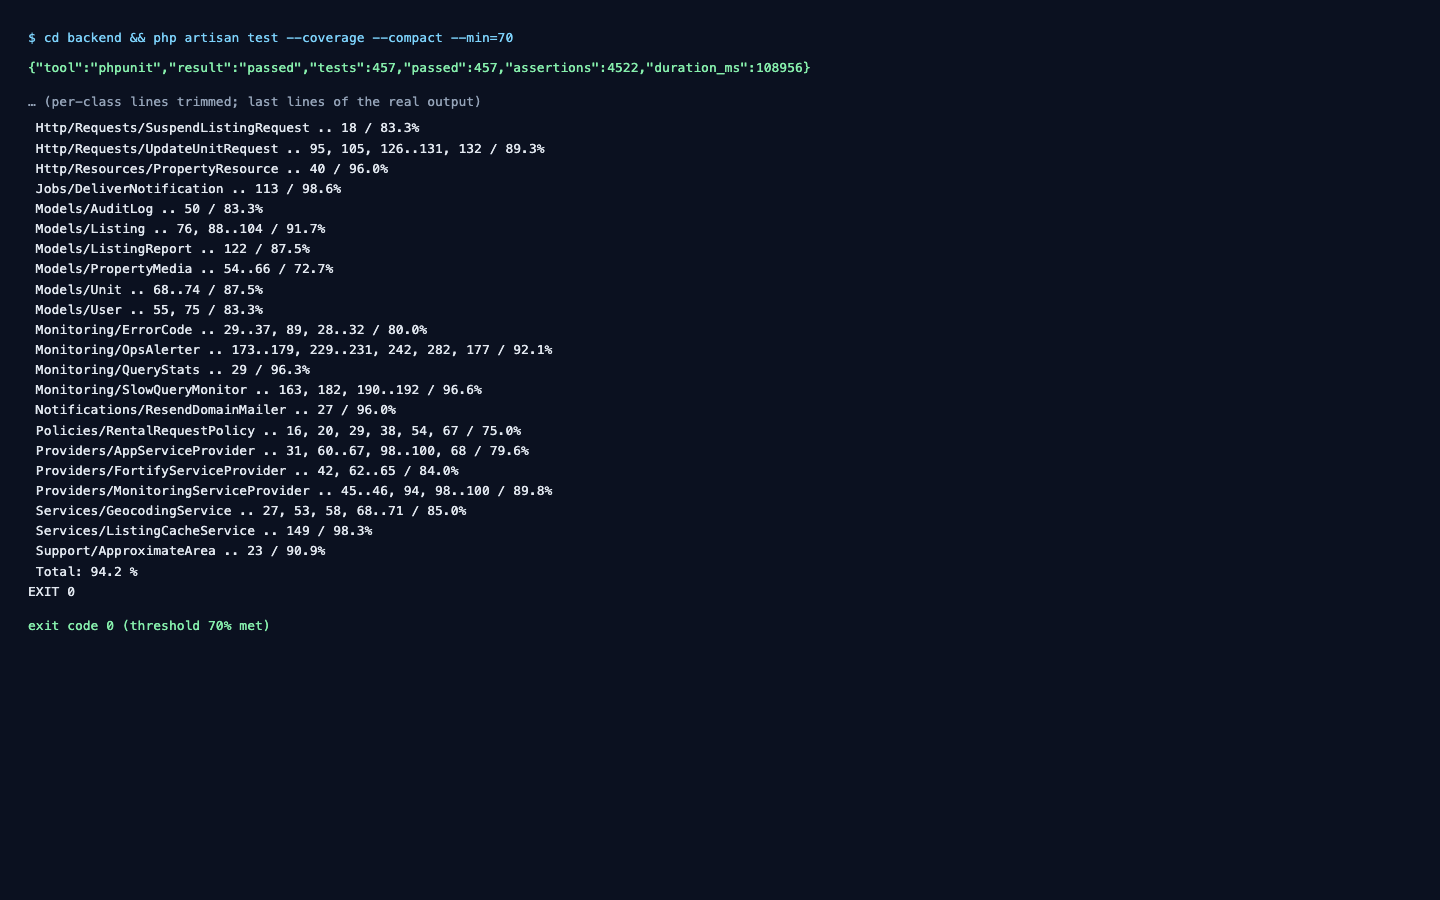 $ cd backend && php artisan test --coverage --compact --min=70
{"tool":"phpunit","result":"passed","tests":457,"passed":457,"assertions":4522,"duration_ms":108956}
… (per-class lines trimmed; last lines of the real output)
Http/Requests/SuspendListingRequest .. 18 / 83.3%
Http/Requests/UpdateUnitRequest .. 95, 105, 126..131, 132 / 89.3%
Http/Resources/PropertyResource .. 40 / 96.0%
Jobs/DeliverNotification .. 113 / 98.6%
Models/AuditLog .. 50 / 83.3%
Models/Listing .. 76, 88..104 / 91.7%
Models/ListingReport .. 122 / 87.5%
Models/PropertyMedia .. 54..66 / 72.7%
Models/Unit .. 68..74 / 87.5%
Models/User .. 55, 75 / 83.3%
Monitoring/ErrorCode .. 29..37, 89, 28..32 / 80.0%
Monitoring/OpsAlerter .. 173..179, 229..231, 242, 282, 177 / 92.1%
Monitoring/QueryStats .. 29 / 96.3%
Monitoring/SlowQueryMonitor .. 163, 182, 190..192 / 96.6%
Notifications/ResendDomainMailer .. 27 / 96.0%
Policies/RentalRequestPolicy .. 16, 20, 29, 38, 54, 67 / 75.0%
Providers/AppServiceProvider .. 31, 60..67, 98..100, 68 / 79.6%
Providers/FortifyServiceProvider .. 42, 62..65 / 84.0%
Providers/MonitoringServiceProvider .. 45..46, 94, 98..100 / 89.8%
Services/GeocodingService .. 27, 53, 58, 68..71 / 85.0%
Services/ListingCacheService .. 149 / 98.3%
Support/ApproximateArea .. 23 / 90.9%
Total: 94.2 %
EXIT 0
exit code 0 (threshold 70% met)